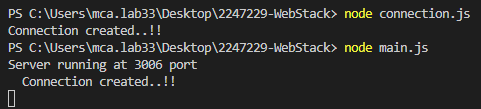 PS C:\Users\mca.lab33\Desktop\2247229-WebStack> node connection.js
Connection created..!!
PS C:\Users\mca.lab33\Desktop\2247229-WebStack> node main.js
Server running at 3006 port
  Connection created..!!